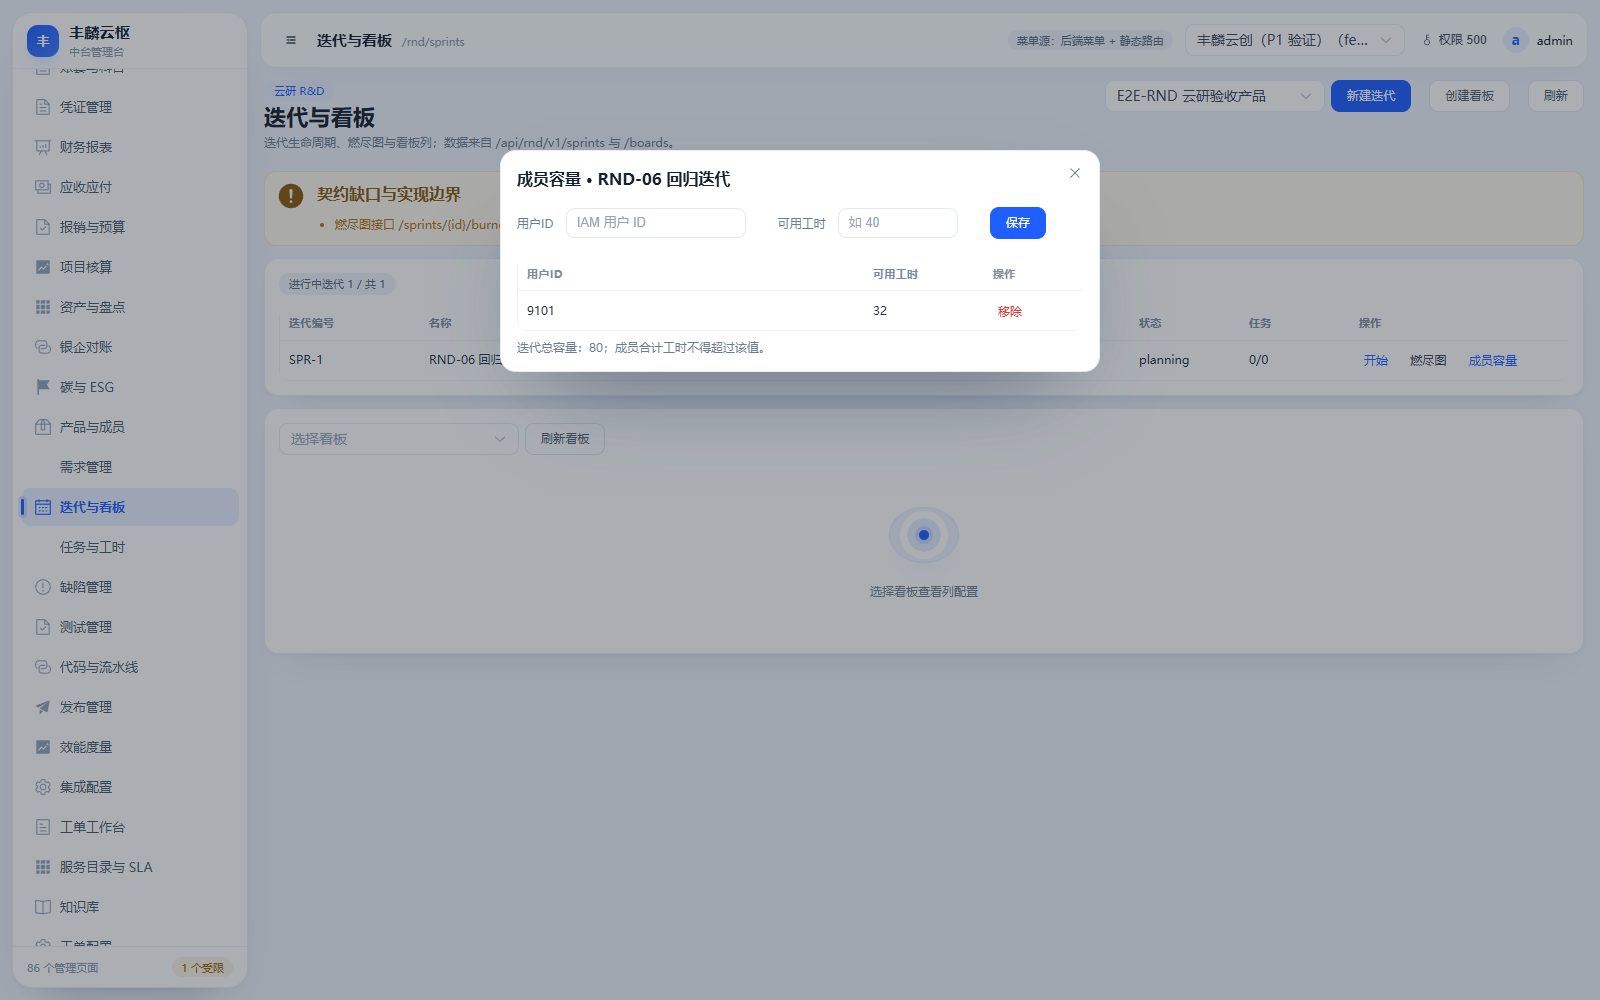 丰
丰麟云枢
中台管理台
账套与科目
凭证管理
财务报表
应收应付
报销与预算
项目核算
资产与盘点
银企对账
碳与 ESG
产品与成员
需求管理
迭代与看板
任务与工时
缺陷管理
测试管理
代码与流水线
发布管理
效能度量
集成配置
工单工作台
服务目录与 SLA
知识库
工单配置
86 个管理页面
1 个受限
迭代与看板 /rnd/sprints
菜单源：后端菜单 + 静态路由
丰麟云创（P1 验证）（fe...
权限 500
a
admin
云研 R&D
迭代与看板
迭代生命周期、燃尽图与看板列；数据来自 /api/rnd/v1/sprints 与 /boards。
E2E-RND 云研验收产品
新建迭代
创建看板
刷新
契约缺口与实现边界
• 燃尽图接口 /sprints/{id}/burn
进行中迭代 1 / 共 1
迭代编号 名称 状态 任务 操作
SPR-1 RND-06 回归 planning 0/0 开始 燃尽图 成员容量
成员容量 • RND-06 回归迭代
用户ID IAM 用户 ID 可用工时 如 40 保存
用户ID 可用工时 操作
9101 32 移除
迭代总容量：80；成员合计工时不得超过该值。
选择看板 刷新看板
选择看板查看列配置